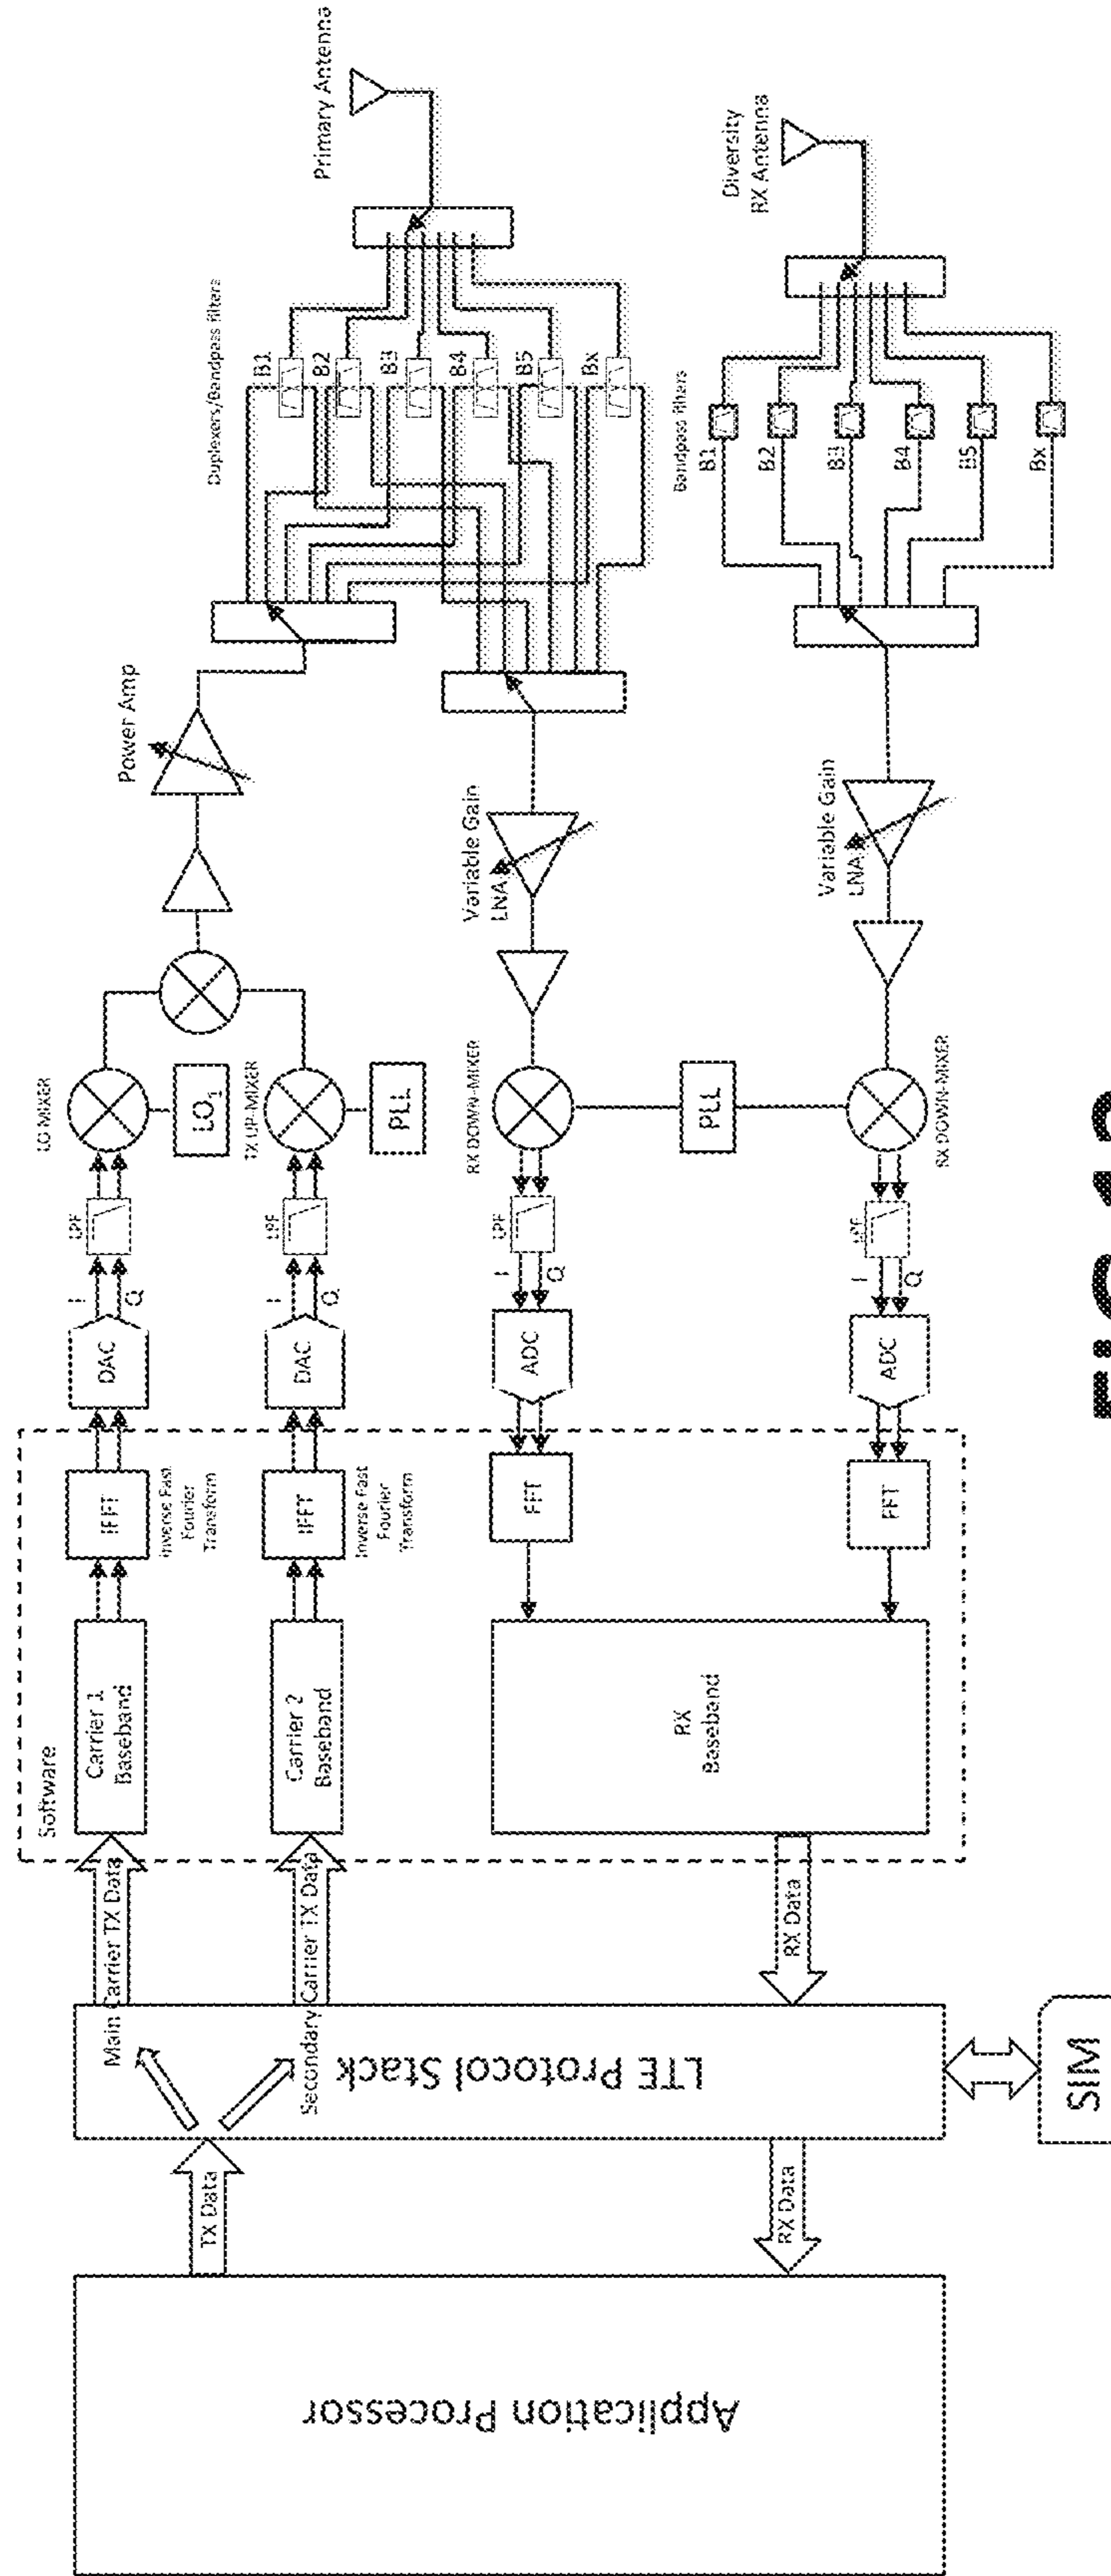 Application Processor
TX Data
RX Data
LTE Protocol Stack
Main Carrier TX Data
Secondary Carrier TX Data
RX Data
SIM
Software
Carrier 1
Baseband
Carrier 2
Baseband
RX
Baseband
IFFT
Inverse Fast
Fourier
Transform
IFFT
Inverse Fast
Fourier
Transform
FFT
FFT
DAC
I
Q
DAC
I
Q
ADC
I
Q
ADC
I
Q
LPF
LPF
LPF
LPF
LO MIXER
LO1
TX UP-MIXER
PLL
RX DOWN-MIXER
PLL
RX DOWN-MIXER
Power Amp
Variable Gain
LNA
Variable Gain
LNA
Duplexers/Bandpass filters
B1
B2
B3
B4
B5
Bx
Bandpass filters
B1
B2
B3
B4
B5
Bx
Primary Antenna
Diversity
RX Antenna